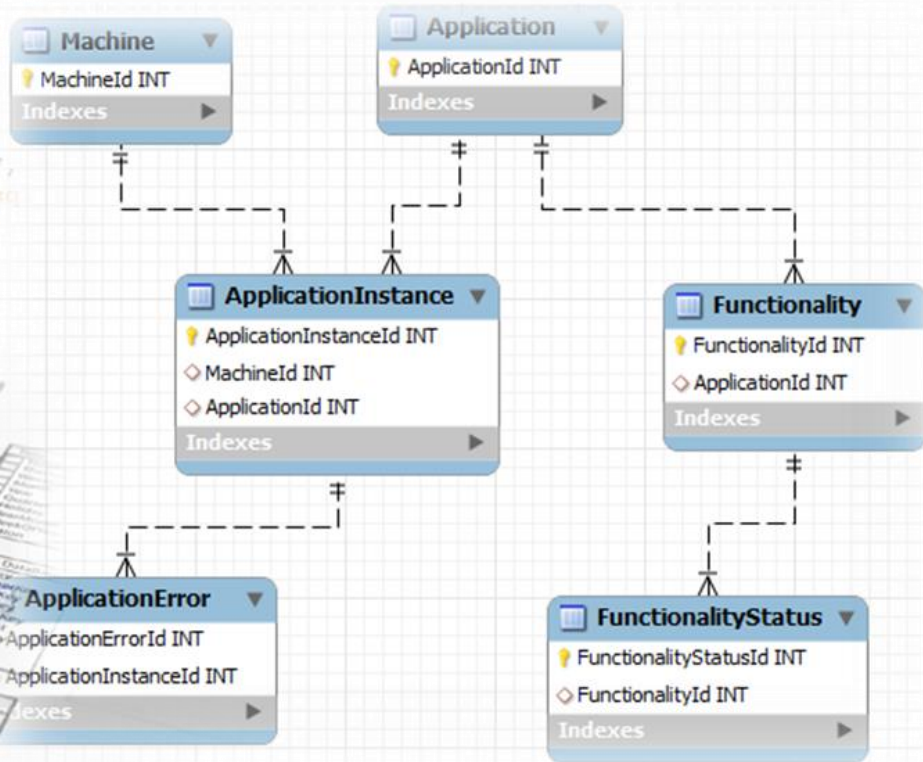 Machine
MachineId INT
Indexes
Application
ApplicationId INT
Indexes
ApplicationInstance
ApplicationInstanceId INT
MachineId INT
ApplicationId INT
Indexes
Functionality
FunctionalityId INT
ApplicationId INT
Indexes
ApplicationError
ApplicationErrorId INT
ApplicationInstanceId INT
dexes
FunctionalityStatus
FunctionalityStatusId INT
FunctionalityId INT
Indexes